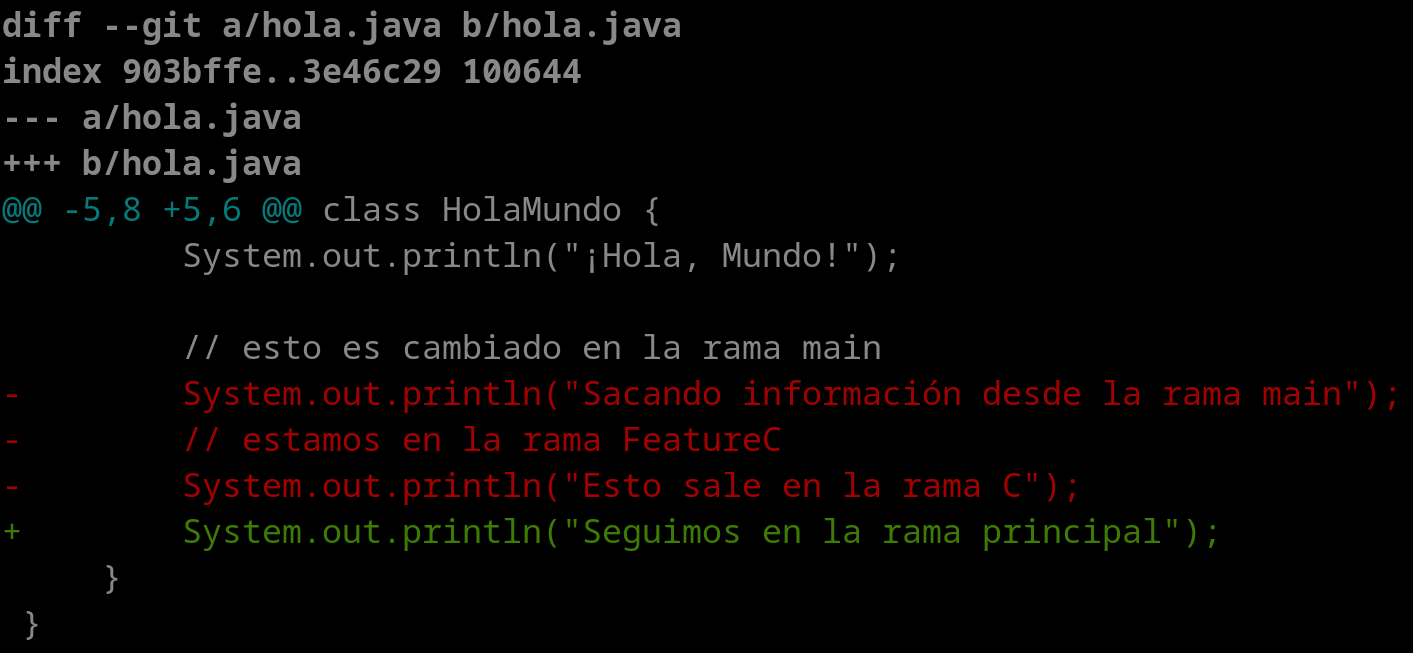 diff --git a/hola.java b/hola.java
index 903bffe..3e46c29 100644
--- a/hola.java
+++ b/hola.java
@@ -5,8 +5,6 @@ class HolaMundo {
         System.out.println("¡Hola, Mundo!");

         // esto es cambiado en la rama main
-        System.out.println("Sacando información desde la rama main");
-        // estamos en la rama FeatureC
-        System.out.println("Esto sale en la rama C");
+        System.out.println("Seguimos en la rama principal");
     }
 }